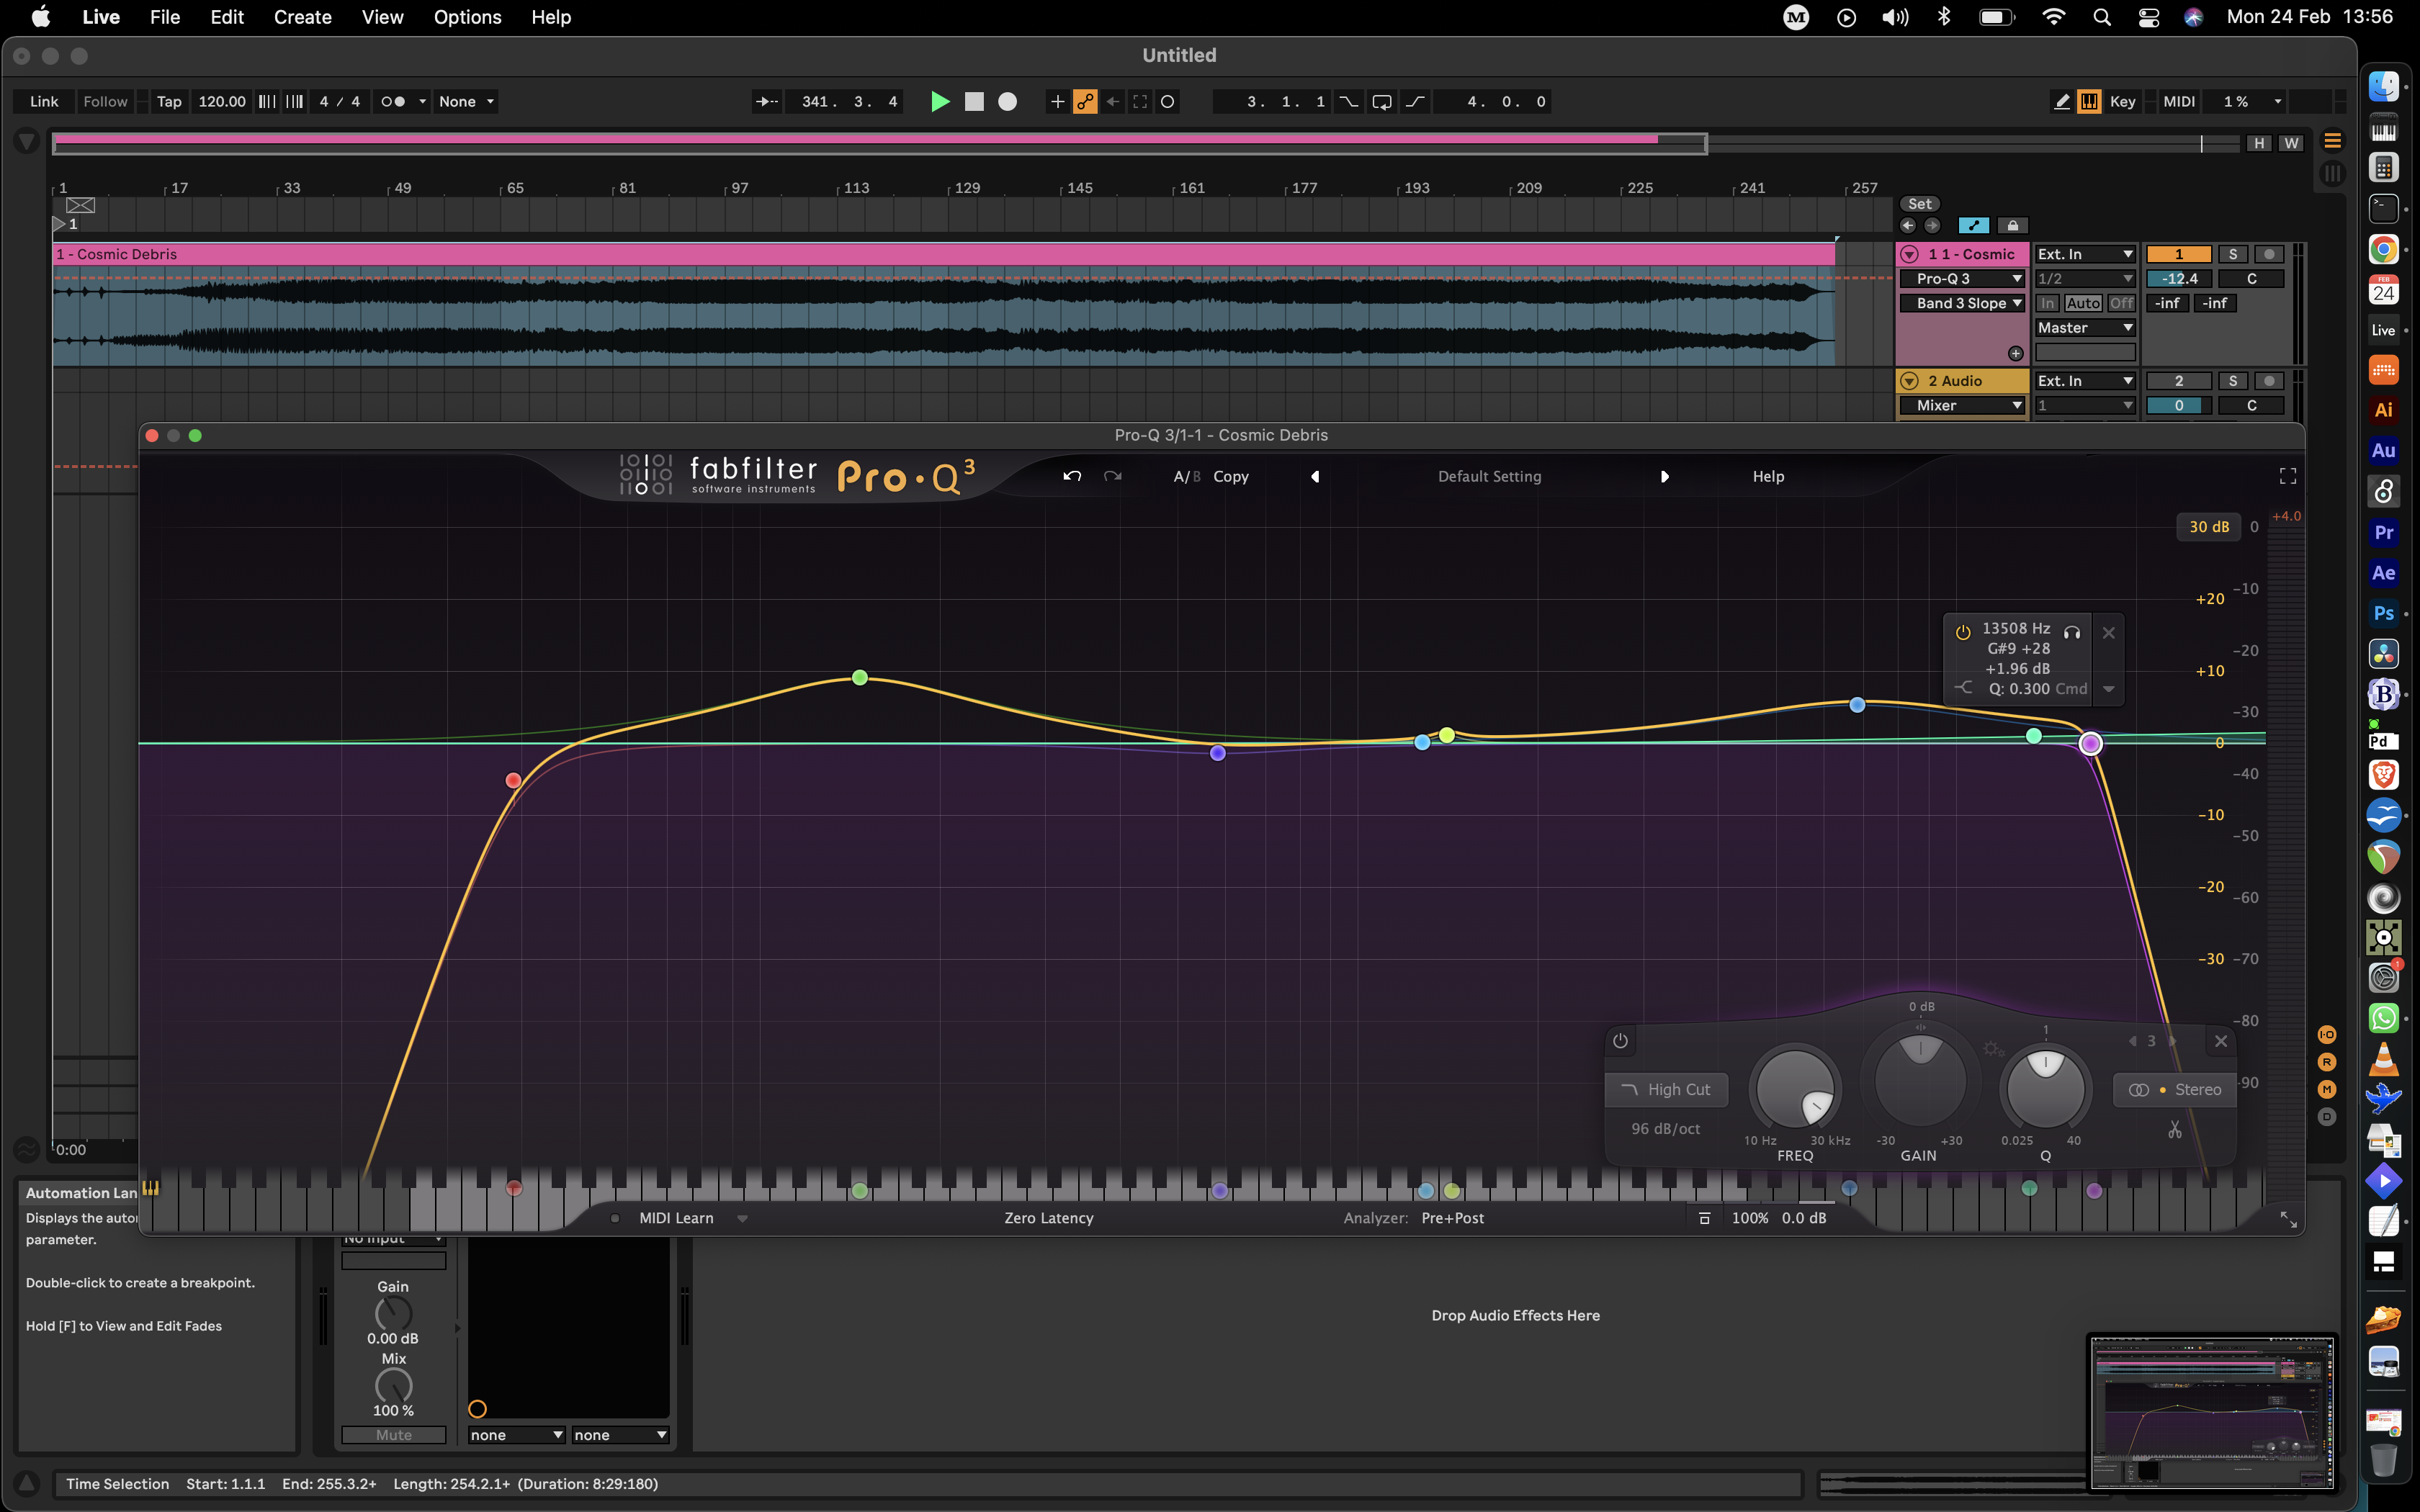 Live File Edit Create View Options Help
Mon 24 Feb 13:56
Untitled
Link Follow Tap 120.00 4 / 4 None 341. 3. 4 3. 1. 1 4. 0. 0 Key MIDI 1 %
H W
1 17 33 49 65 81 97 113 129 145 161 177 193 209 225 241 257
Set
1
1 - Cosmic Debris
1 1 - Cosmic Ext. In 1 S
Pro-Q 3 1/2 -12.4 C
Band 3 Slope In Auto Off -inf -inf
Master
2 Audio Ext. In 2 S
Mixer 1 0 C
Pro-Q 3/1-1 - Cosmic Debris
fabfilter Pro·Q3
software instruments
A/B Copy Default Setting Help
30 dB 0 +4.0
-10
+20
-20
+10
-30
0
-40
-10
-50
-20
-60
-30 -70
-80
-90
13508 Hz
G#9 +28
+1.96 dB
Q: 0.300 Cmd
0 dB
1
3
High Cut
Stereo
96 dB/oct
10 Hz 30 kHz -30 +30 0.025 40
FREQ GAIN Q
0:00
MIDI Learn Zero Latency Analyzer: Pre+Post 100% 0.0 dB
Automation Lan
Displays the autor
parameter.
Double-click to create a breakpoint.
Hold [F] to View and Edit Fades
No Input
Gain
0.00 dB
Mix
100 %
Mute
none none
Drop Audio Effects Here
Time Selection Start: 1.1.1 End: 255.3.2+ Length: 254.2.1+ (Duration: 8:29:180)
I-O
R
M
D
FEB
24
Live
Ai
Au
Pr
Ae
Ps
B
Pd
1